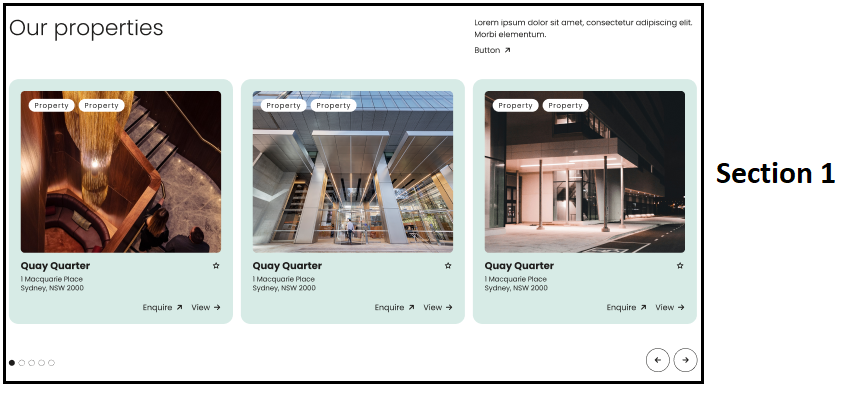 Our properties
Lorem ipsum dolor sit amet, consectetur adipiscing elit.
Morbi elementum.
Button
Property Property
Property Property
Property Property
Quay Quarter
1 Macquarie Place
Sydney, NSW 2000
Enquire View
Quay Quarter
1 Macquarie Place
Sydney, NSW 2000
Enquire View
Quay Quarter
1 Macquarie Place
Sydney, NSW 2000
Enquire View
Section 1